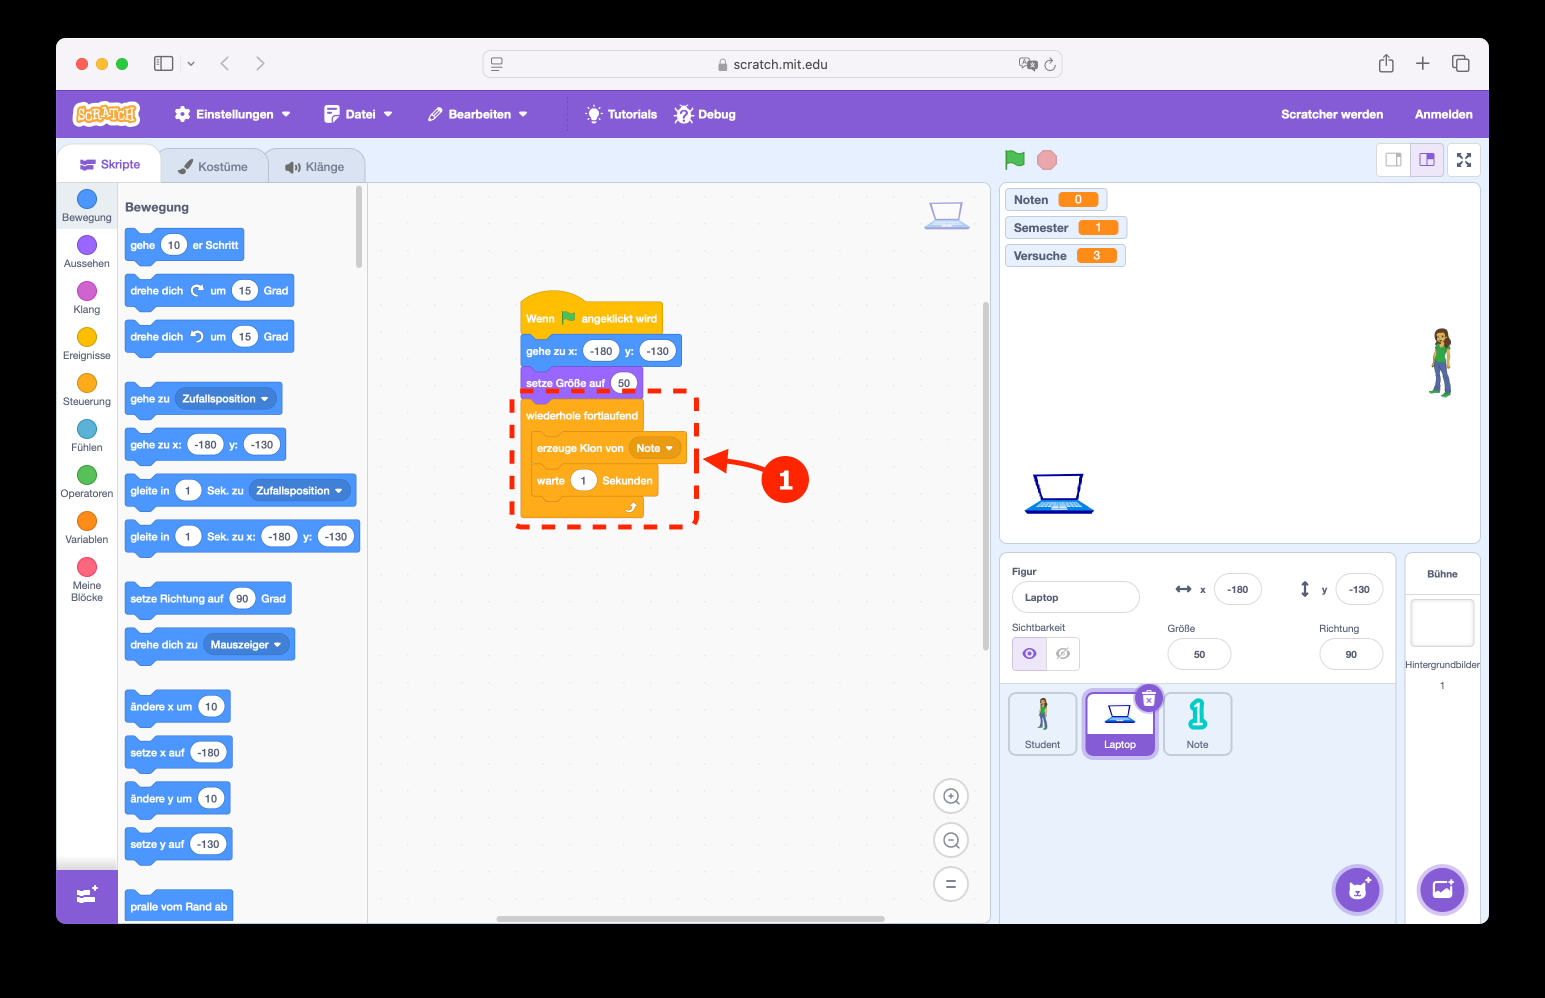 scratch.mit.edu
SCRATCH
Einstellungen
Datei
Bearbeiten
Tutorials
Debug
Scratcher werden
Anmelden
Skripte
Kostüme
Klänge
Bewegung
Aussehen
Klang
Ereignisse
Steuerung
Fühlen
Operatoren
Variablen
Meine
Blöcke
Bewegung
gehe 10 er Schritt
drehe dich um 15 Grad
drehe dich um 15 Grad
gehe zu Zufallsposition
gehe zu x: -180 y: -130
gleite in 1 Sek. zu Zufallsposition
gleite in 1 Sek. zu x: -180 y: -130
setze Richtung auf 90 Grad
drehe dich zu Mauszeiger
ändere x um 10
setze x auf -180
ändere y um 10
setze y auf -130
pralle vom Rand ab
Wenn angeklickt wird
gehe zu x: -180 y: -130
setze Größe auf 50
wiederhole fortlaufend
erzeuge Klon von Note
warte 1 Sekunden
1
Noten 0
Semester 1
Versuche 3
Figur
Laptop
x -180
y -130
Sichtbarkeit
Größe
50
Richtung
90
Student
Laptop
1
Note
Bühne
Hintergrundbilder
1